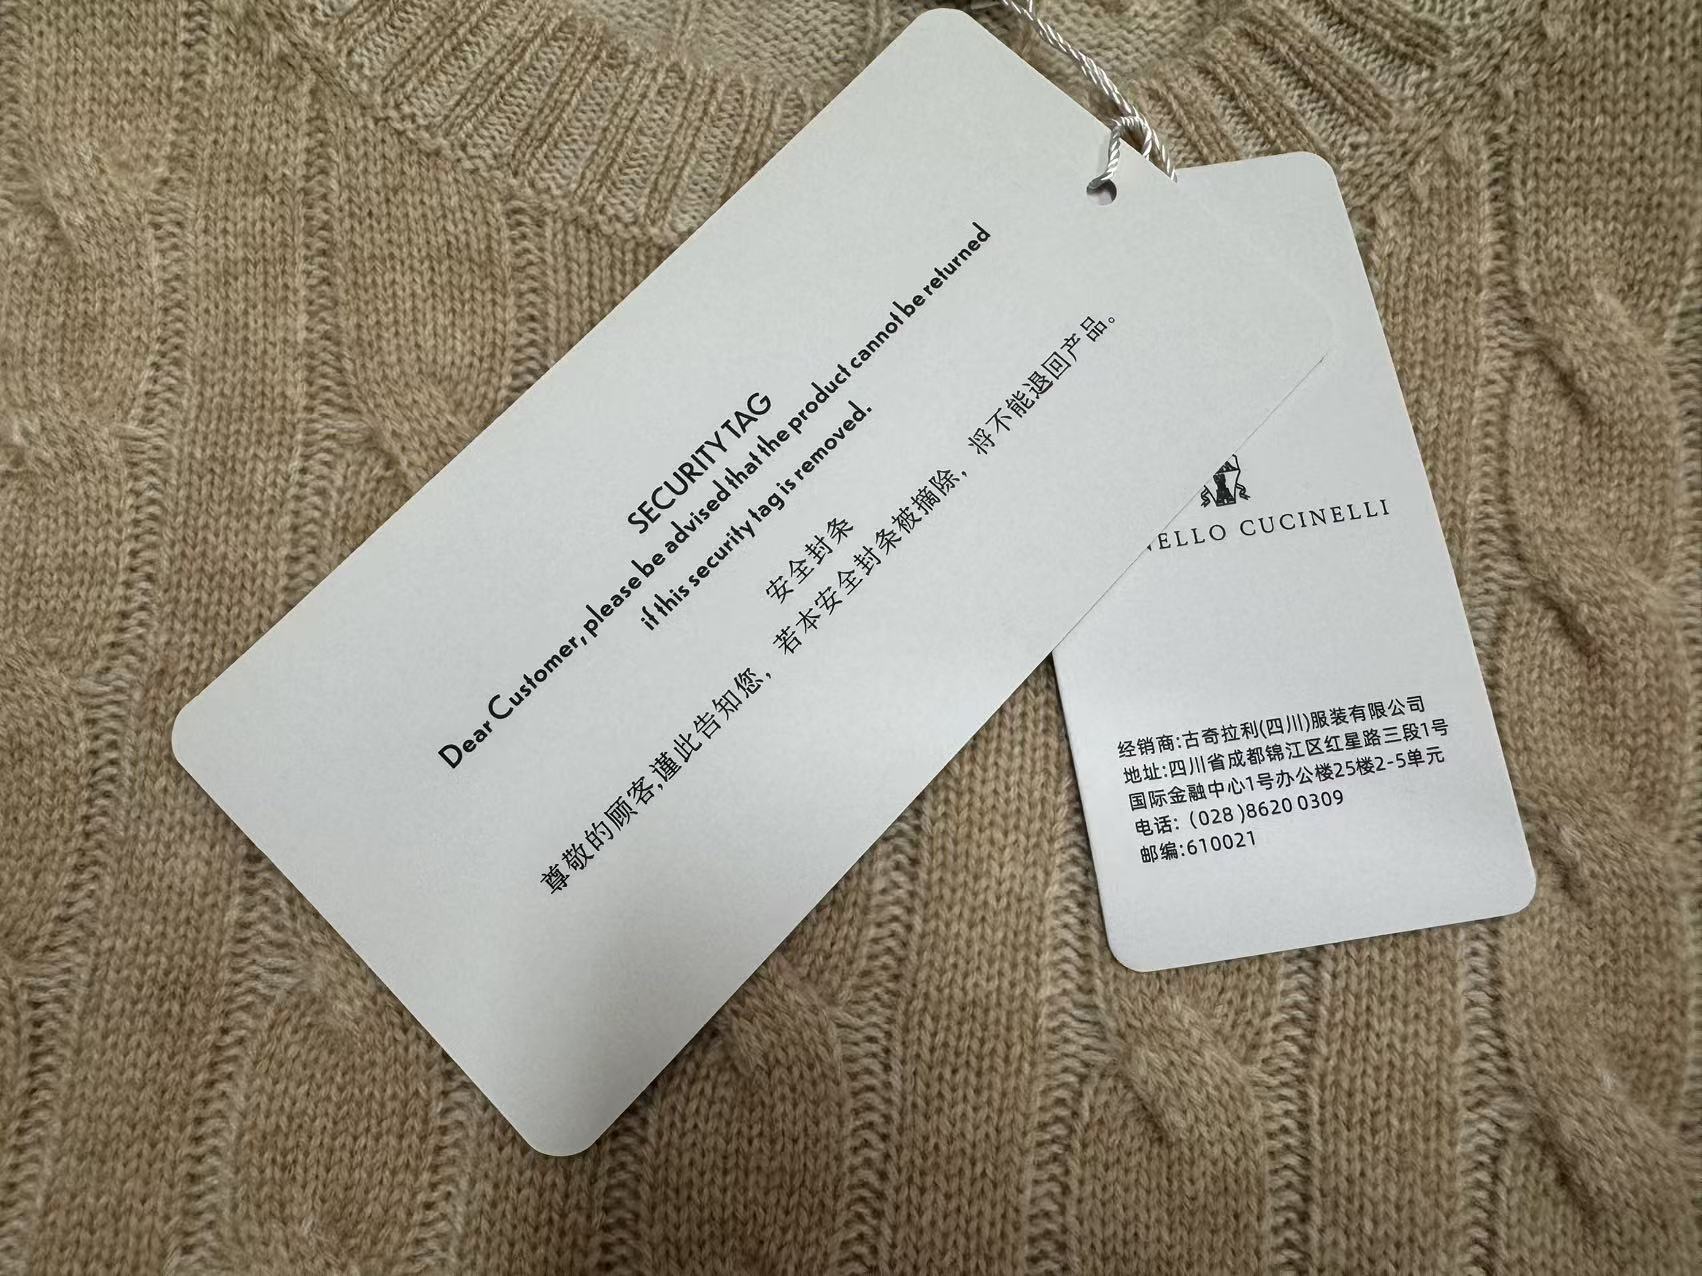 SECURITY TAG
Dear Customer, please be advised that the product cannot be returned
if this security tag is removed.
安全封条
尊敬的顾客,谨此告知您，若本安全封条被摘除，将不能退回产品。
ELLO CUCINELLI
经销商:古奇拉利(四川)服装有限公司
地址:四川省成都锦江区红星路三段1号
国际金融中心1号办公楼25楼2-5单元
电话:（028)8620 0309
邮编:610021